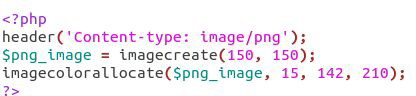 <?php
header('Content-type: image/png');
$png_image = imagecreate(150, 150);
imagecolorallocate($png_image, 15, 142, 210);
?>